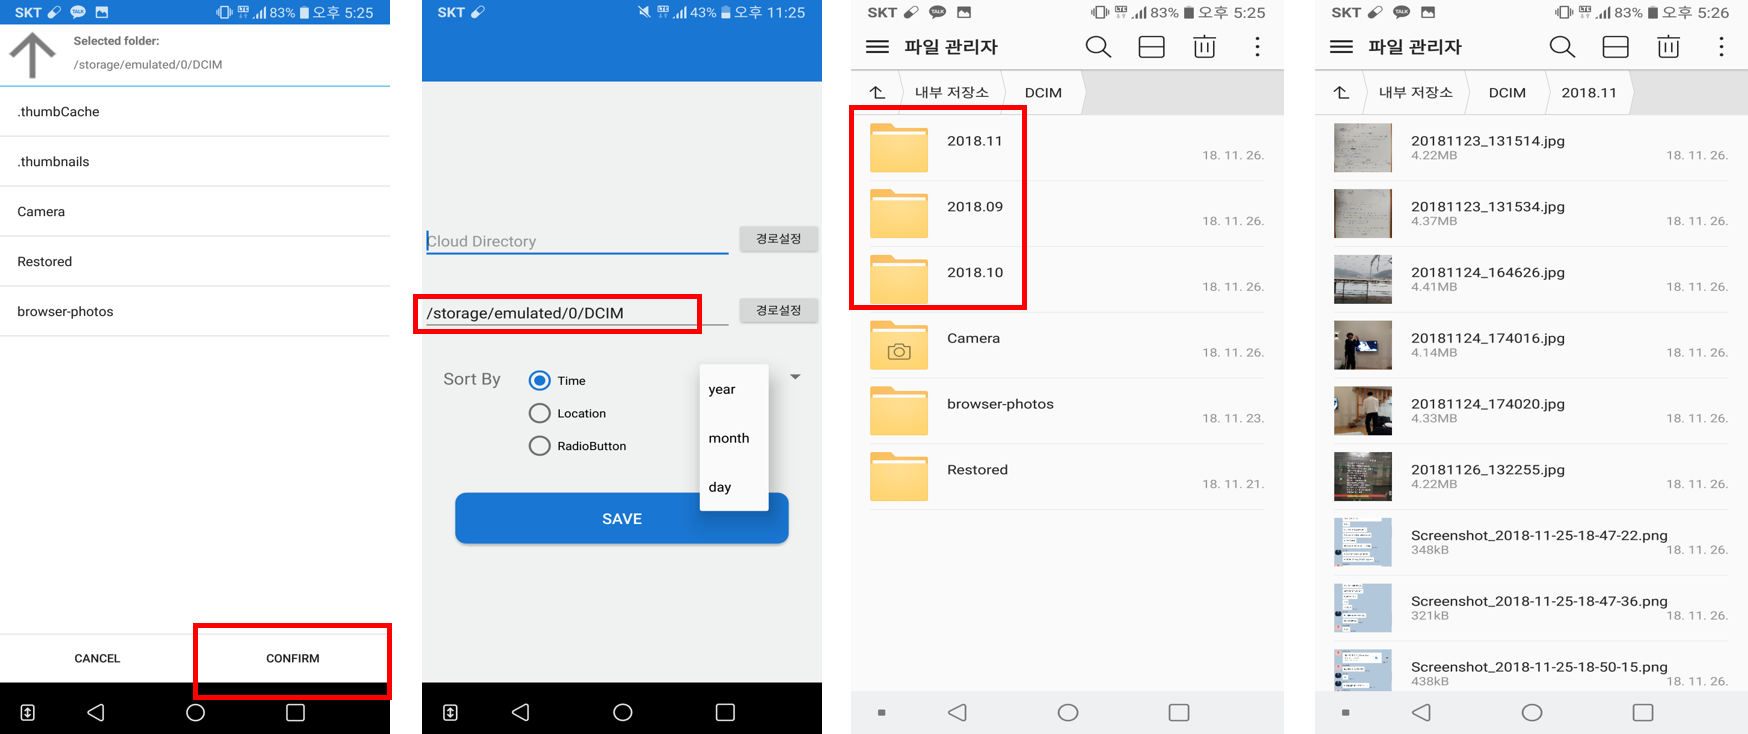 SKT 83% 오후 5:25
Selected folder:
/storage/emulated/0/DCIM
.thumbCache
.thumbnails
Camera
Restored
browser-photos
CANCEL CONFIRM
SKT 43% 오후 11:25
Cloud Directory 경로설정
/storage/emulated/0/DCIM 경로설정
Sort By Time
Location
RadioButton
year
month
day
SAVE
SKT TALK 83% 오후 5:25
파일 관리자
내부 저장소 DCIM
2018.11
18. 11. 26.
2018.09
18. 11. 26.
2018.10
18. 11. 26.
Camera
18. 11. 26.
browser-photos
18. 11. 23.
Restored
18. 11. 21.
SKT TALK 83% 오후 5:26
파일 관리자
내부 저장소 DCIM 2018.11
20181123_131514.jpg
4.22MB 18. 11. 26.
20181123_131534.jpg
4.37MB 18. 11. 26.
20181124_164626.jpg
4.41MB 18. 11. 26.
20181124_174016.jpg
4.14MB 18. 11. 26.
20181124_174020.jpg
4.33MB 18. 11. 26.
20181126_132255.jpg
4.22MB 18. 11. 26.
Screenshot_2018-11-25-18-47-22.png
348kB 18. 11. 26.
Screenshot_2018-11-25-18-47-36.png
321kB 18. 11. 26.
Screenshot_2018-11-25-18-50-15.png
438kB 18. 11. 26.